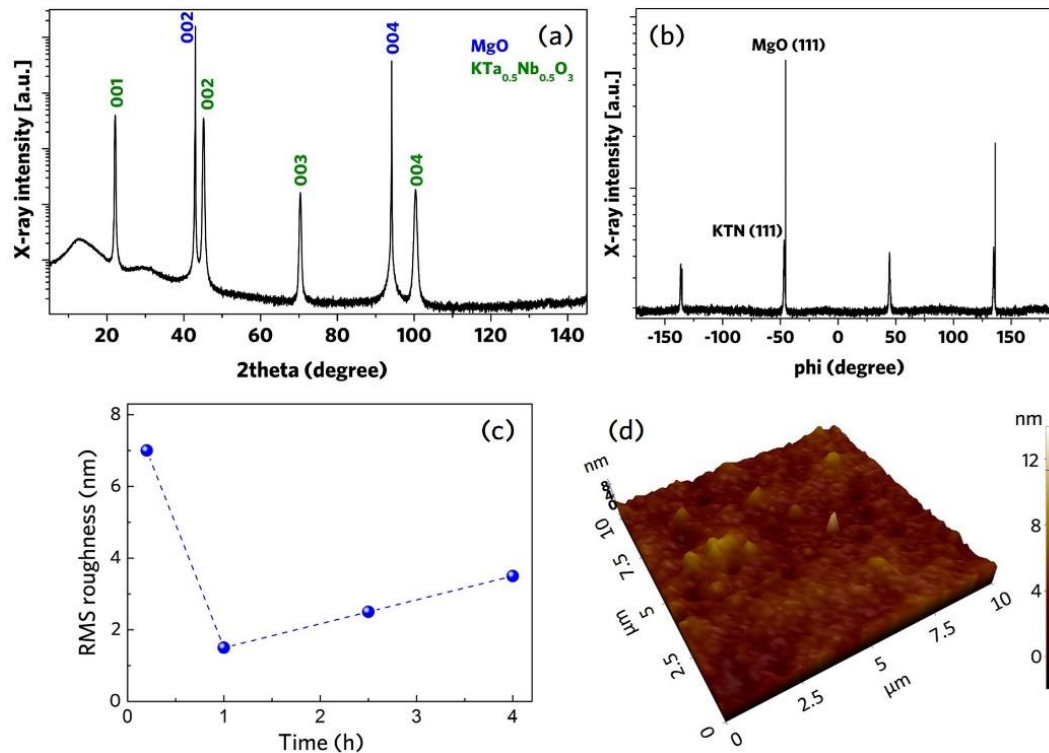 (a)
002
004
MgO
KTa₀.₅Nb₀.₅O₃
001
002
003
004
X-ray intensity [a.u.]
20 40 60 80 100 120 140
2theta (degree)
(b)
MgO (111)
KTN (111)
X-ray intensity [a.u.]
-150 -100 -50 0 50 100 150
phi (degree)
(c)
8
6
4
2
0
RMS roughness (nm)
0 1 2 3 4
Time (h)
(d)
nm
12
8
4
0
nm
10
7.5
5
2.5
0
µm
0
2.5
5
7.5
10
µm